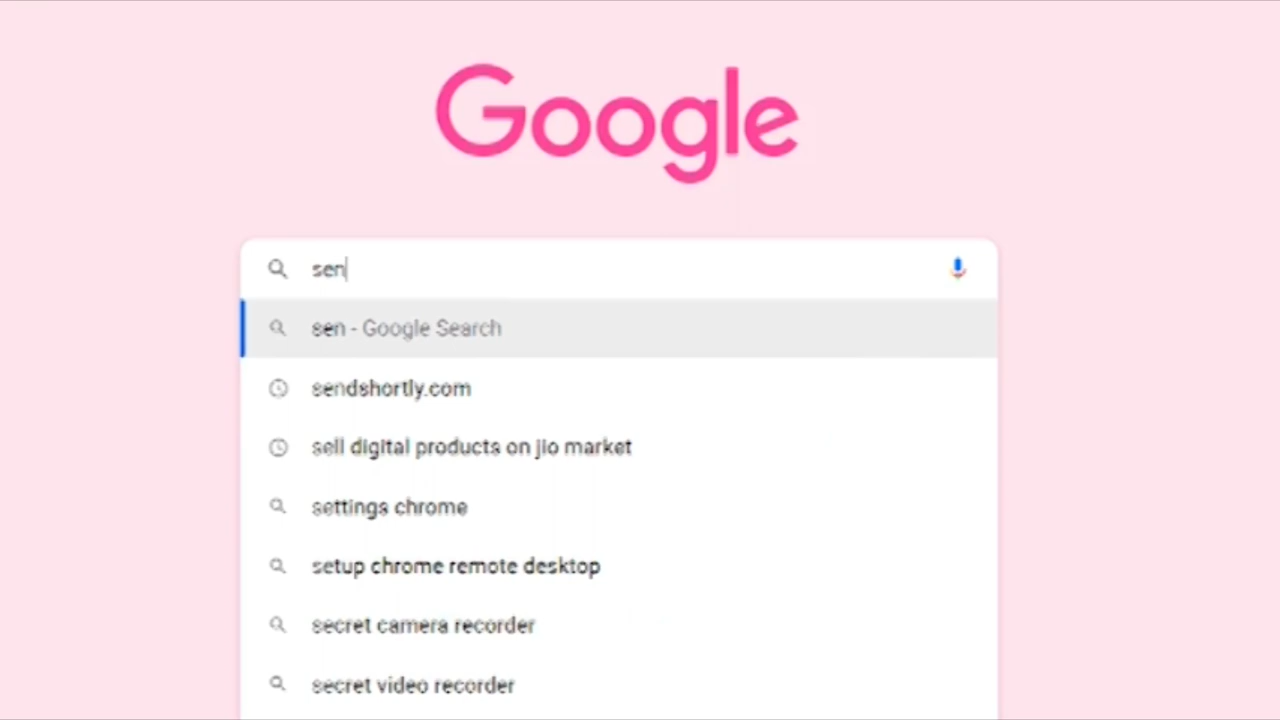 Google
sen
sen - Google Search
sendshortly.com
sell digital products on jio market
settings chrome
setup chrome remote desktop
secret camera recorder
secret video recorder